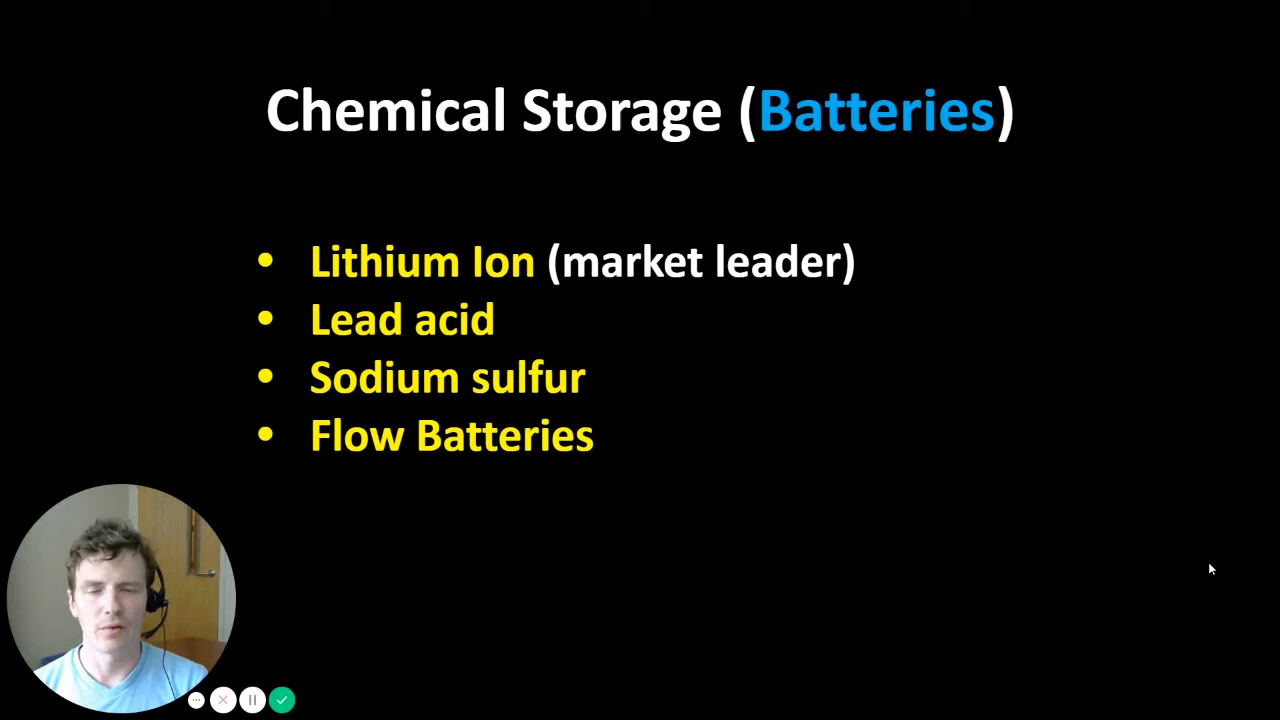 Chemical Storage (Batteries)
• Lithium Ion (market leader)
• Lead acid
• Sodium sulfur
• Flow Batteries